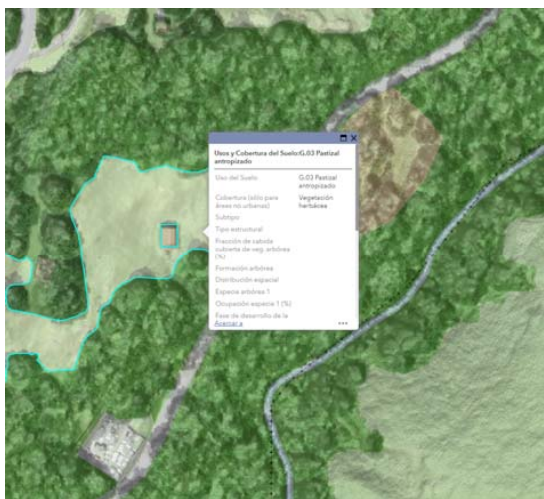 Usos y Cobertura del Suelo:G.03 Pastizal
antropizado
Uso del Suelo G.03 Pastizal
antropizado
Cobertura (sólo para Vegetación
áreas no urbanas) herbácea
Subtipo
Tipo estructural
Fracción de cabida
cubierta de veg. arbórea
(%)
Formación arbórea
Distribución espacial
Especie arbórea 1
Ocupación especie 1 (%)
Fase de desarrollo de la
Acercar a